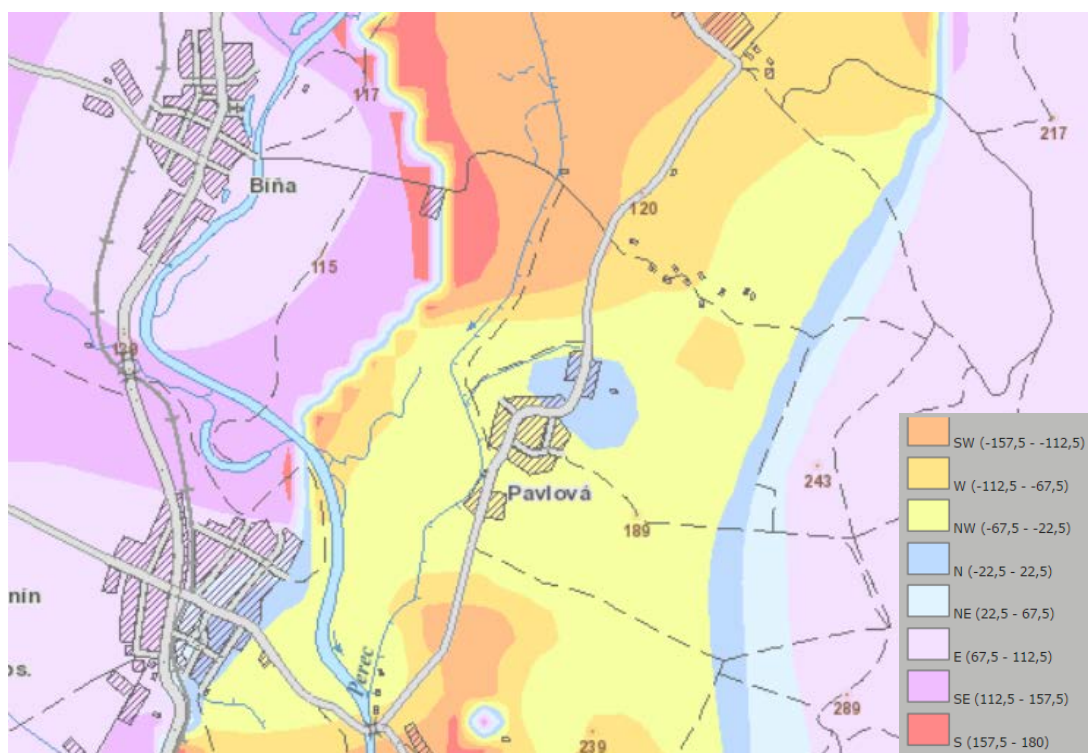 117
217
Bíňa
120
115
129
243
Pavlová
189
nín
os.
Perec
289
239
SW (-157,5 - -112,5)
W (-112,5 - -67,5)
NW (-67,5 - -22,5)
N (-22,5 - 22,5)
NE (22,5 - 67,5)
E (67,5 - 112,5)
SE (112,5 - 157,5)
S (157,5 - 180)